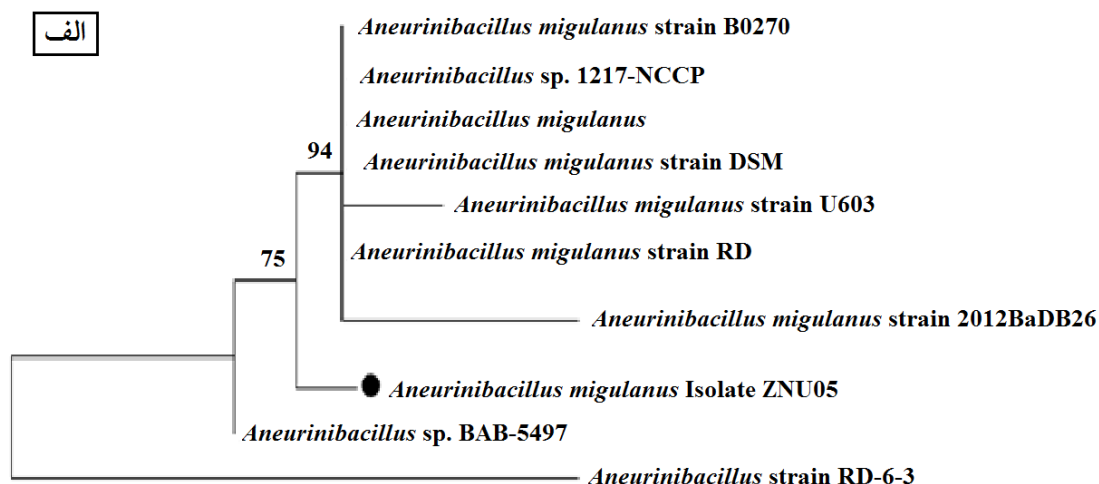 الف
Aneurinibacillus migulanus strain B0270
Aneurinibacillus sp. 1217-NCCP
Aneurinibacillus migulanus
94
Aneurinibacillus migulanus strain DSM
Aneurinibacillus migulanus strain U603
75
Aneurinibacillus migulanus strain RD
Aneurinibacillus migulanus strain 2012BaDB26
Aneurinibacillus migulanus Isolate ZNU05
Aneurinibacillus sp. BAB-5497
Aneurinibacillus strain RD-6-3